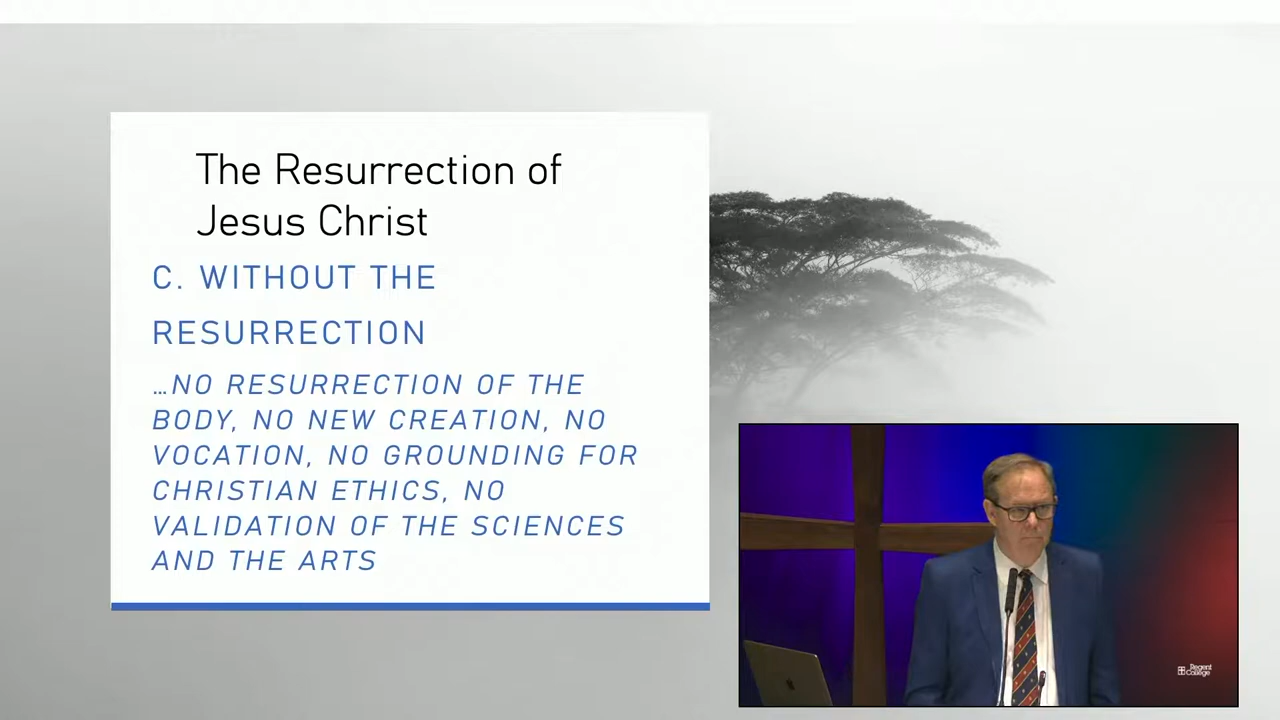 The Resurrection of
Jesus Christ
C. WITHOUT THE
RESURRECTION
…NO RESURRECTION OF THE
BODY, NO NEW CREATION, NO
VOCATION, NO GROUNDING FOR
CHRISTIAN ETHICS, NO
VALIDATION OF THE SCIENCES
AND THE ARTS
Regent
College